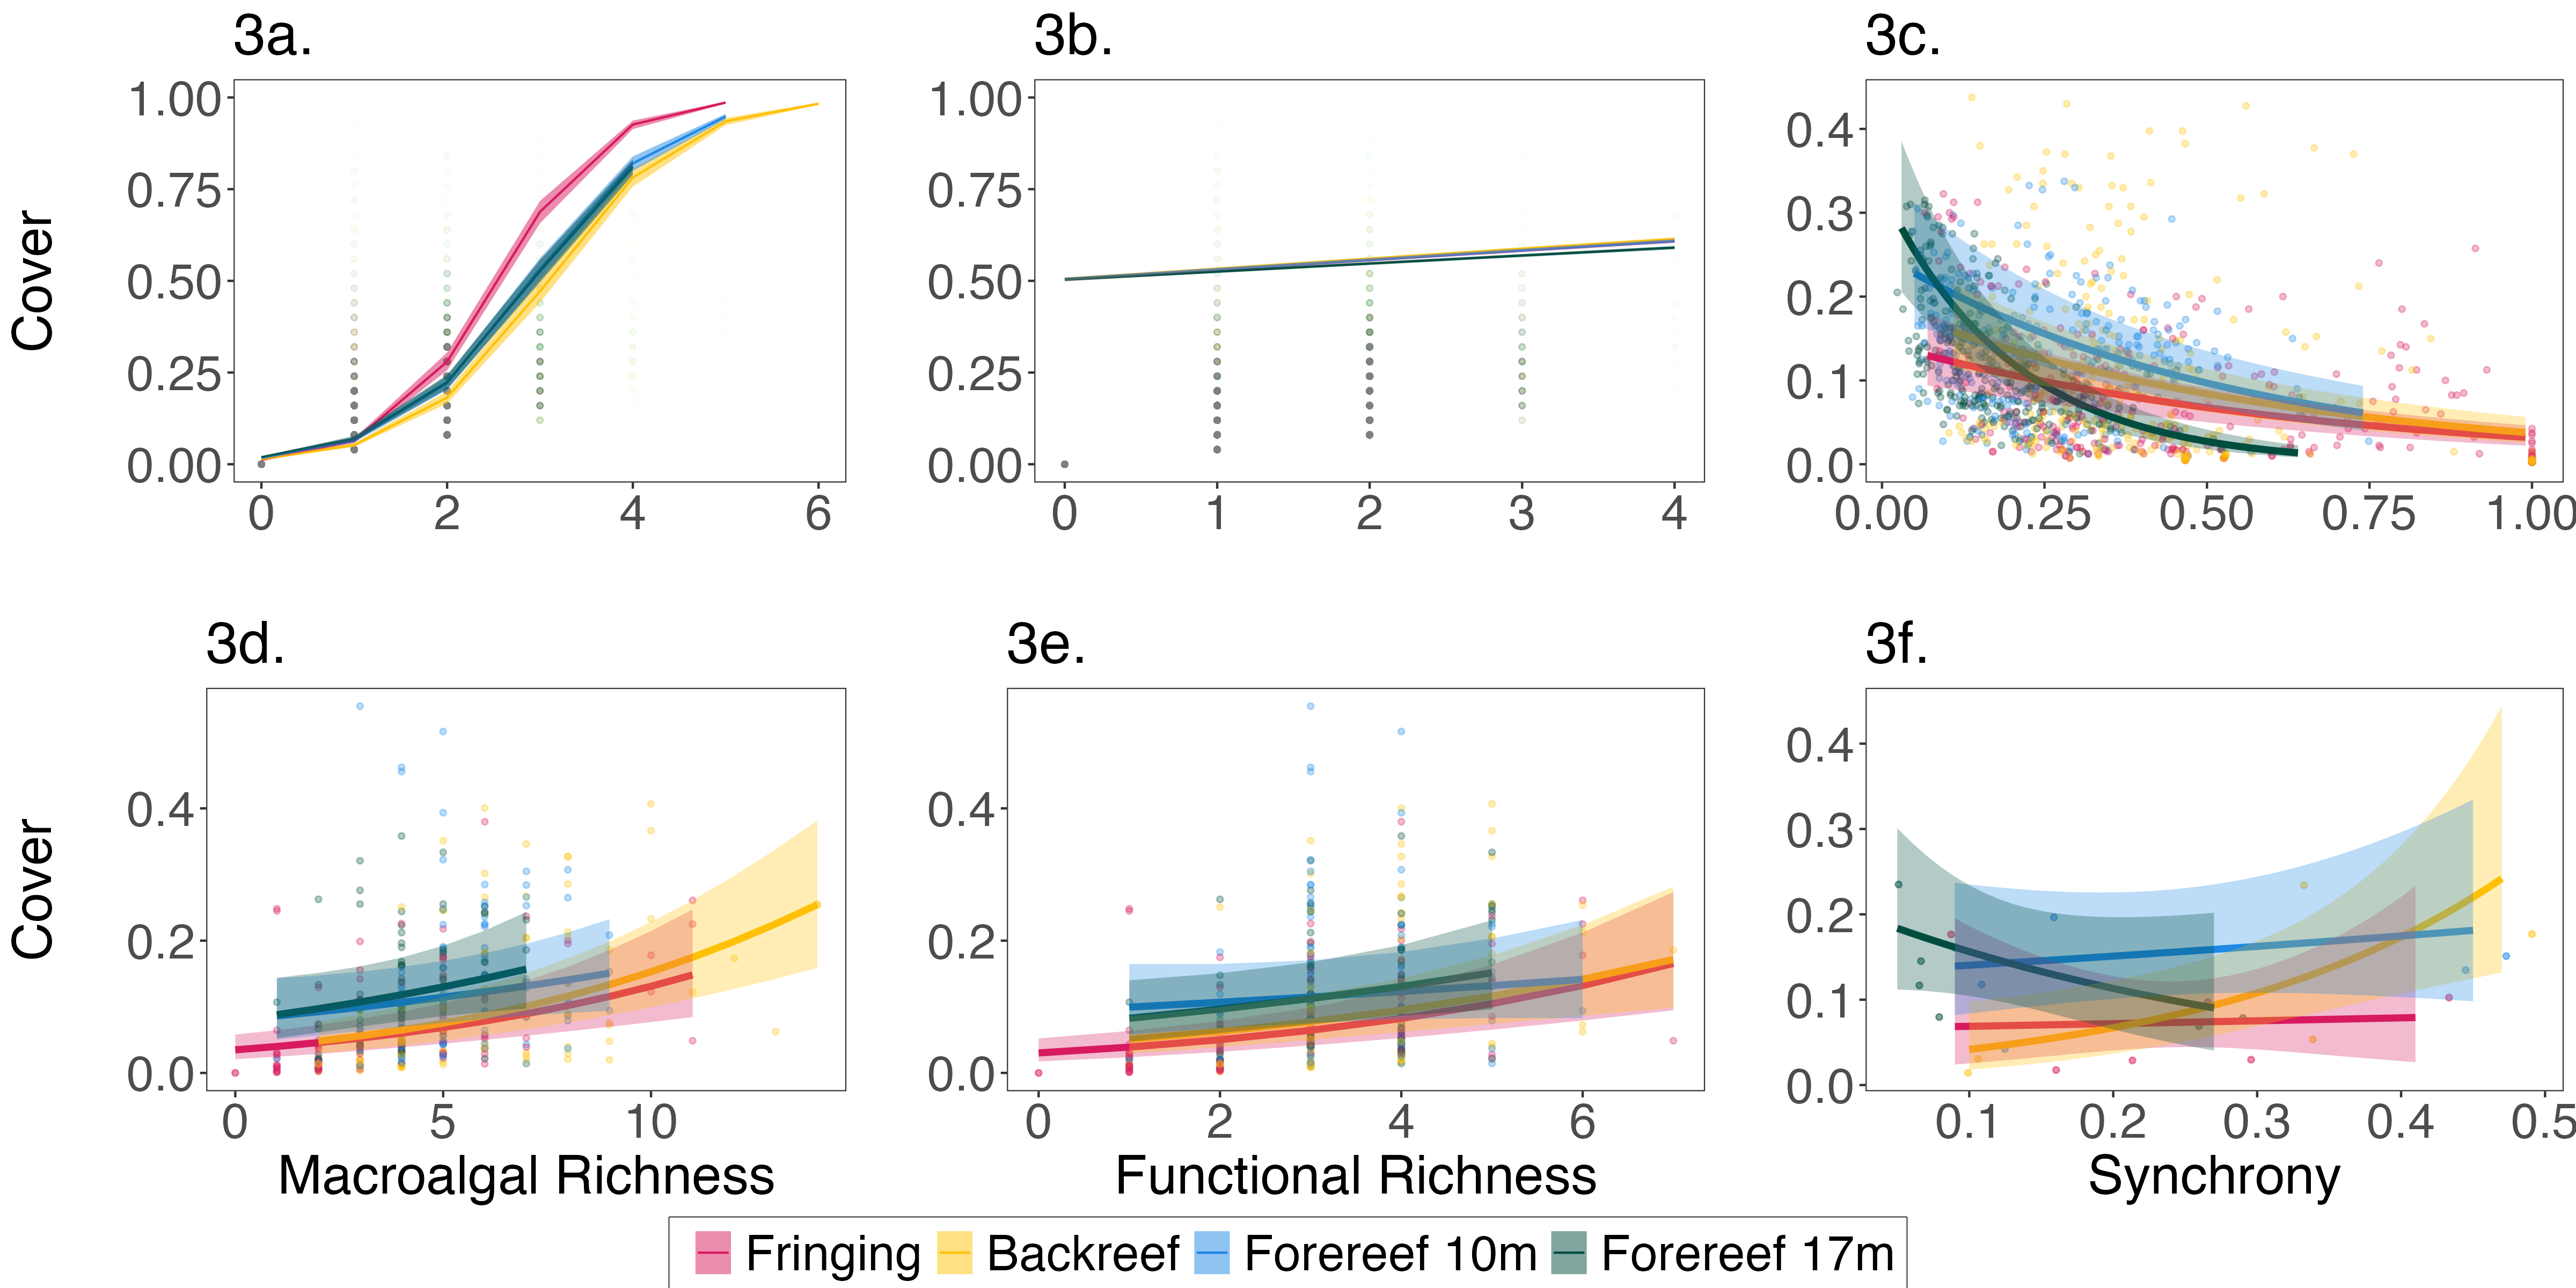 3a. 3b. 3c.
Cover
1.00
0.75
0.50
0.25
0.00
0 2 4 6
1.00
0.75
0.50
0.25
0.00
0 1 2 3 4
0.4
0.3
0.2
0.1
0.0
0.00 0.25 0.50 0.75 1.00
3d. 3e. 3f.
Cover
0.4
0.2
0.0
0 5 10
Macroalgal Richness
0.4
0.2
0.0
0 2 4 6
Functional Richness
0.4
0.3
0.2
0.1
0.0
0.1 0.2 0.3 0.4 0.5
Synchrony
Fringing Backreef Forereef 10m Forereef 17m